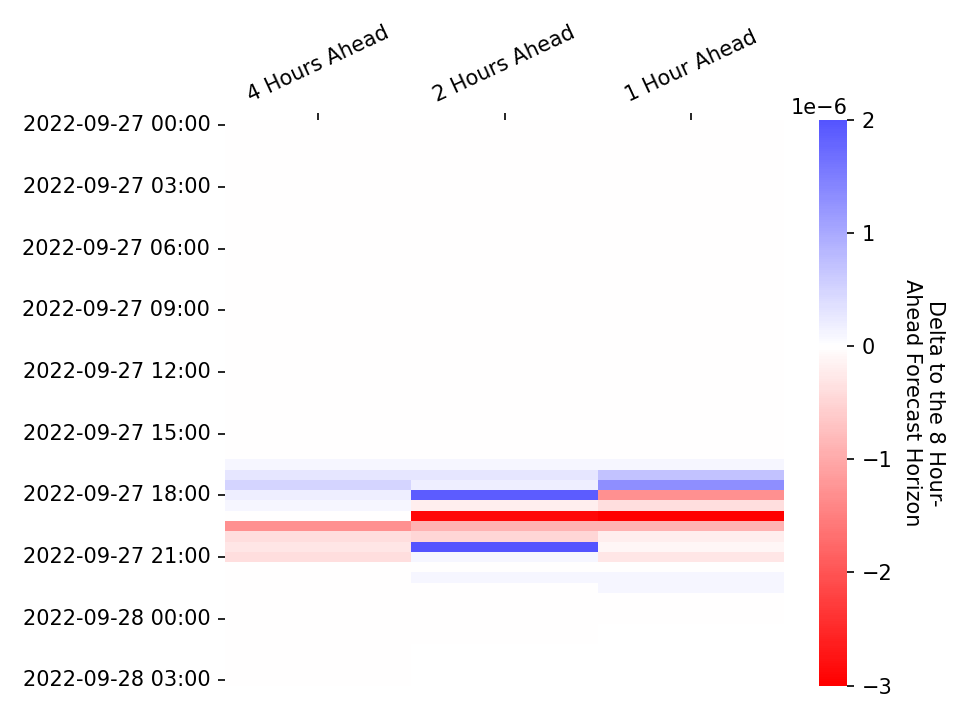 4 Hours Ahead
2 Hours Ahead
1 Hour Ahead
2022-09-27 00:00
2022-09-27 03:00
2022-09-27 06:00
2022-09-27 09:00
2022-09-27 12:00
2022-09-27 15:00
2022-09-27 18:00
2022-09-27 21:00
2022-09-28 00:00
2022-09-28 03:00
1e−6
2
1
0
−1
−2
−3
Delta to the 8 Hour-
Ahead Forecast Horizon